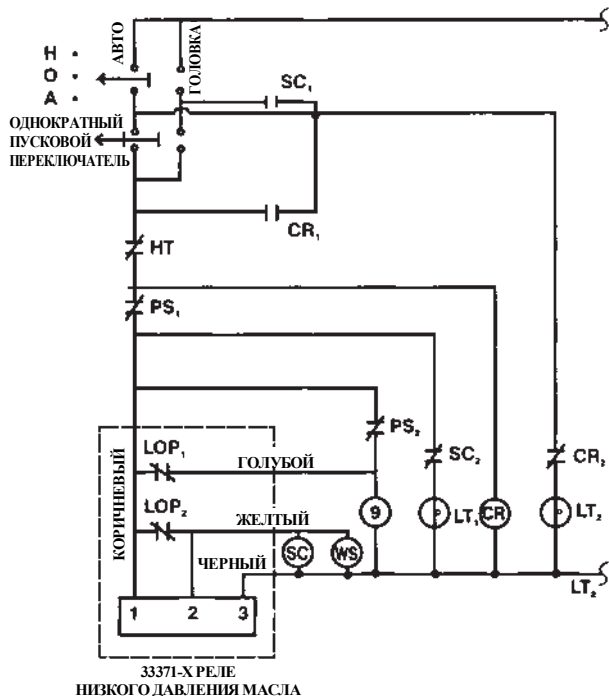 АВТО
ГОЛОВКА
Н •
О •
А •
ОДНОКРАТНЫЙ
ПУСКОВОЙ
ПЕРЕКЛЮЧАТЕЛЬ
SC₁
CR₁
HT
PS₁
PS₂
SC₂
CR₂
КОРИЧНЕВЫЙ
LOP₁
ГОЛУБОЙ
LOP₂
ЖЕЛТЫЙ
9
P
LT₁
CR
P
LT₂
ЧЕРНЫЙ
SC
WS
LT₂
1 2 3
33371-X РЕЛЕ
НИЗКОГО ДАВЛЕНИЯ МАСЛА